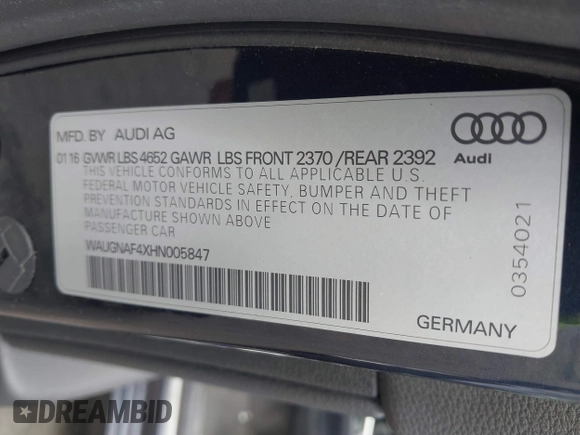 MFD. BY AUDI AG
01 16 GVWR LBS 4652 GAWR LBS FRONT 2370 /REAR 2392
Audi
THIS VEHICLE CONFORMS TO ALL APPLICABLE U.S.
FEDERAL MOTOR VEHICLE SAFETY, BUMPER AND THEFT
PREVENTION STANDARDS IN EFFECT ON THE DATE OF
MANUFACTURE SHOWN ABOVE
PASSENGER CAR
WAUGNAF4XHN005847
0354021
GERMANY
DREAMBID